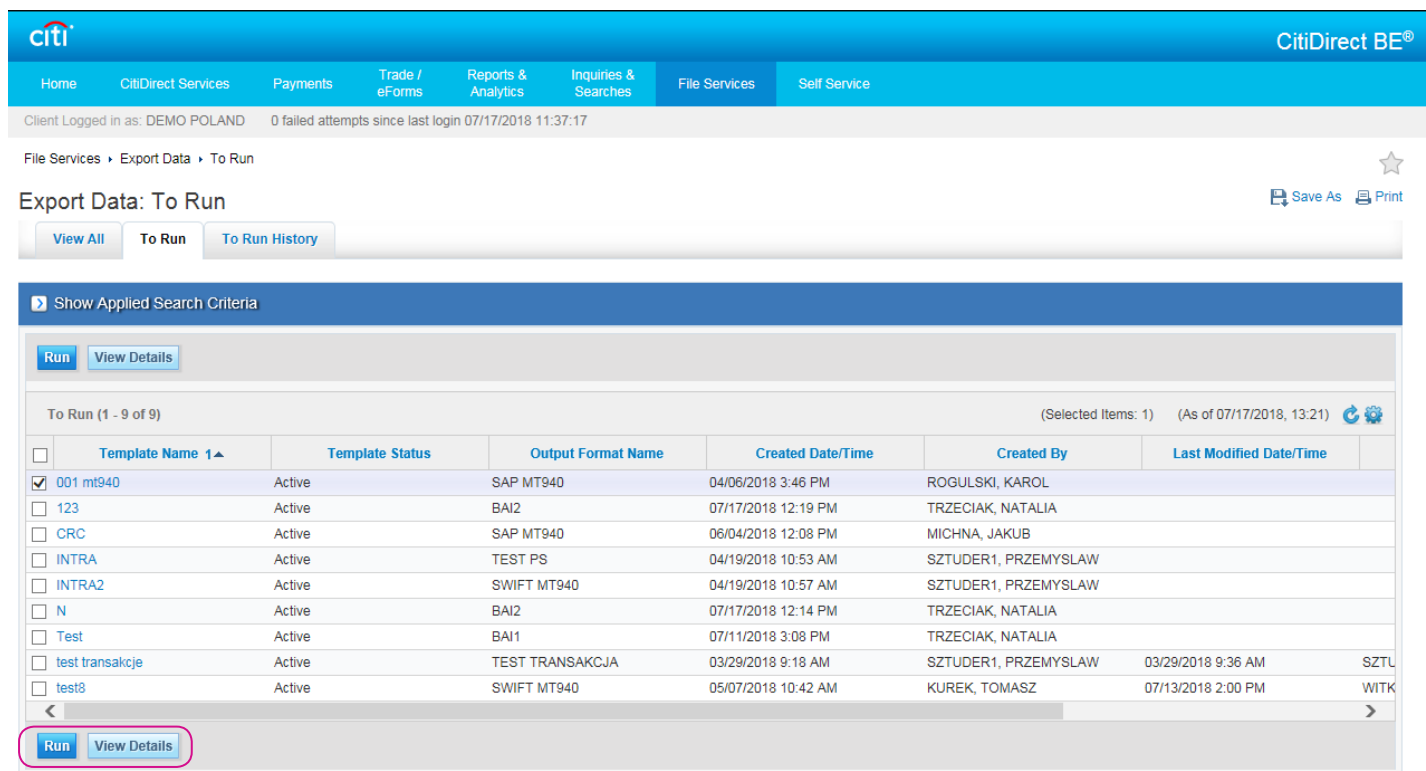 citi
CitiDirect BE®
Home CitiDirect Services Payments Trade / eForms Reports & Analytics Inquiries & Searches File Services Self Service
Client Logged in as: DEMO POLAND 0 failed attempts since last login 07/17/2018 11:37:17
File Services Export Data To Run
Export Data: To Run
Save As Print
View All To Run To Run History
Show Applied Search Criteria
Run View Details
To Run (1 - 9 of 9) (Selected Items: 1) (As of 07/17/2018, 13:21)
Template Name 1 Template Status Output Format Name Created Date/Time Created By Last Modified Date/Time
001 mt940 Active SAP MT940 04/06/2018 3:46 PM ROGULSKI, KAROL
123 Active BAI2 07/17/2018 12:19 PM TRZECIAK, NATALIA
CRC Active SAP MT940 06/04/2018 12:08 PM MICHNA, JAKUB
INTRA Active TEST PS 04/19/2018 10:53 AM SZTUDER1, PRZEMYSLAW
INTRA2 Active SWIFT MT940 04/19/2018 10:57 AM SZTUDER1, PRZEMYSLAW
N Active BAI2 07/17/2018 12:14 PM TRZECIAK, NATALIA
Test Active BAI1 07/11/2018 3:08 PM TRZECIAK, NATALIA
test transakcje Active TEST TRANSAKCJA 03/29/2018 9:18 AM SZTUDER1, PRZEMYSLAW 03/29/2018 9:36 AM SZTU
test8 Active SWIFT MT940 05/07/2018 10:42 AM KUREK, TOMASZ 07/13/2018 2:00 PM WITK
Run View Details